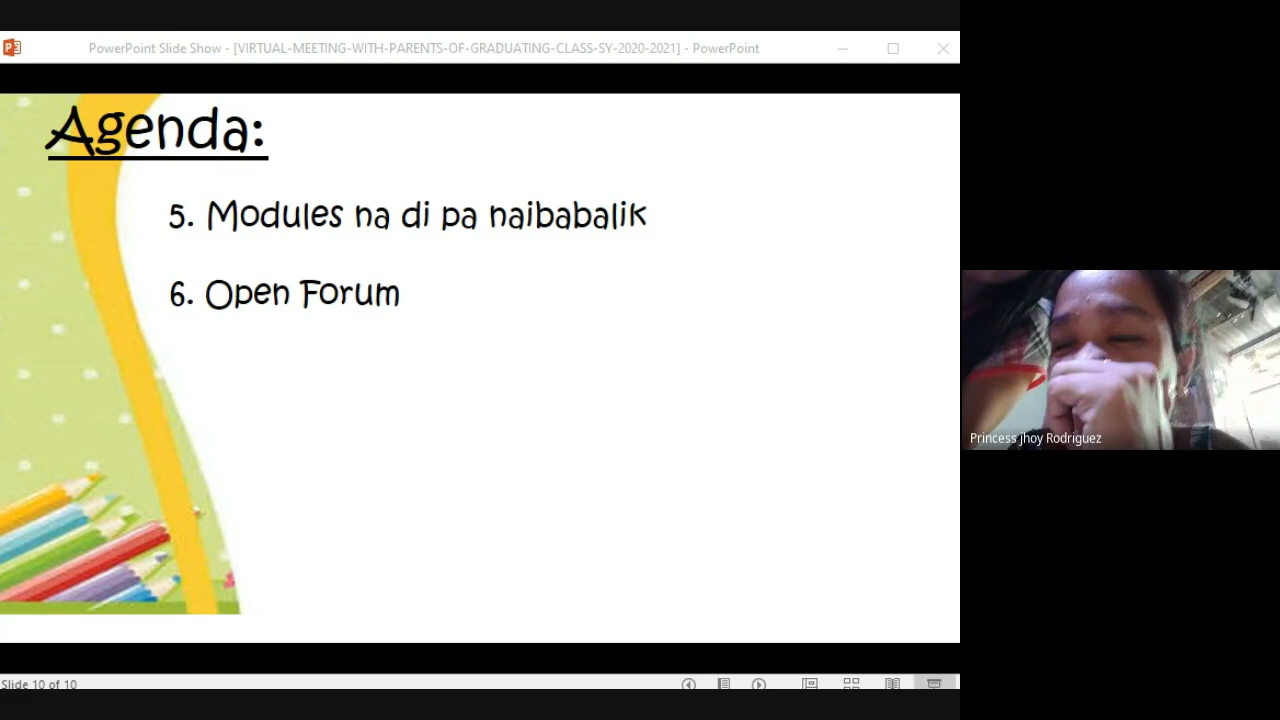 PowerPoint Slide Show - [VIRTUAL-MEETING-WITH-PARENTS-OF-GRADUATING-CLASS-SY-2020-2021] - PowerPoint
Agenda:
5. Modules na di pa naibabalik
6. Open Forum
Princess jhoy Rodriguez
Slide 10 of 10